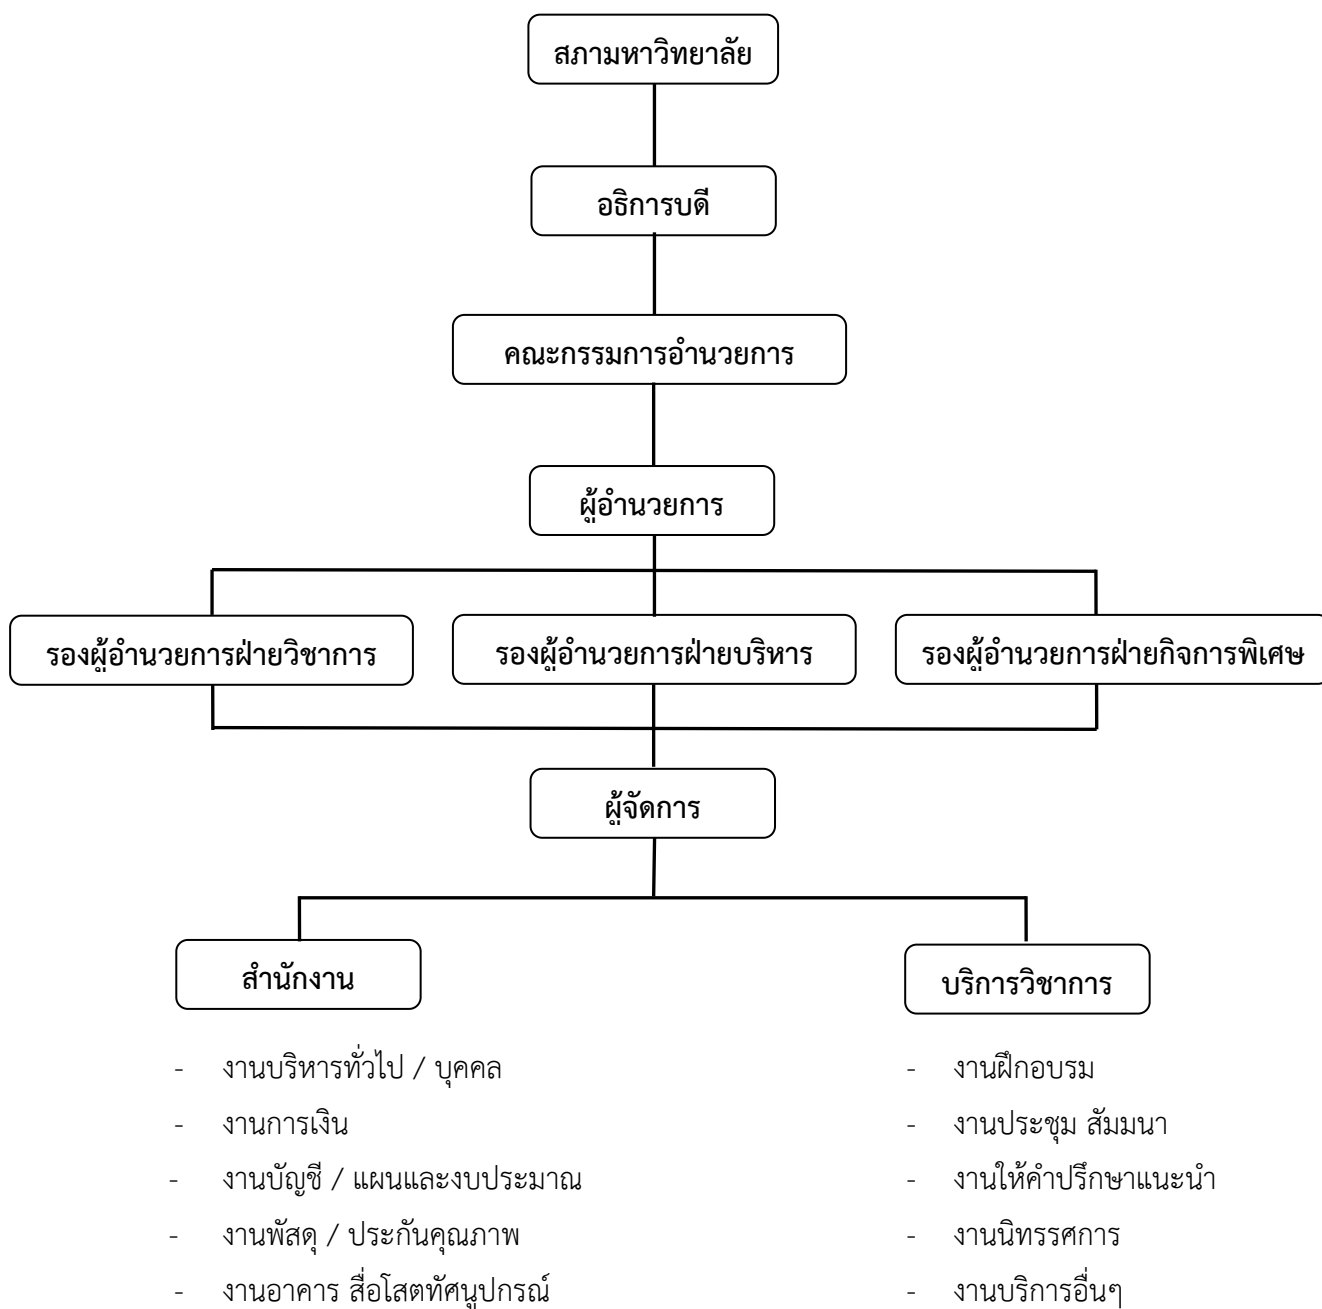 สภามหาวิทยาลัย
อธิการบดี
คณะกรรมการอำนวยการ
ผู้อำนวยการ
รองผู้อำนวยการฝ่ายวิชาการ
รองผู้อำนวยการฝ่ายบริหาร
รองผู้อำนวยการฝ่ายกิจการพิเศษ
ผู้จัดการ
สำนักงาน
- งานบริหารทั่วไป / บุคคล
- งานการเงิน
- งานบัญชี / แผนและงบประมาณ
- งานพัสดุ / ประกันคุณภาพ
- งานอาคาร สื่อโสตทัศนูปกรณ์
บริการวิชาการ
- งานฝึกอบรม
- งานประชุม สัมมนา
- งานให้คำปรึกษาแนะนำ
- งานนิทรรศการ
- งานบริการอื่นๆ